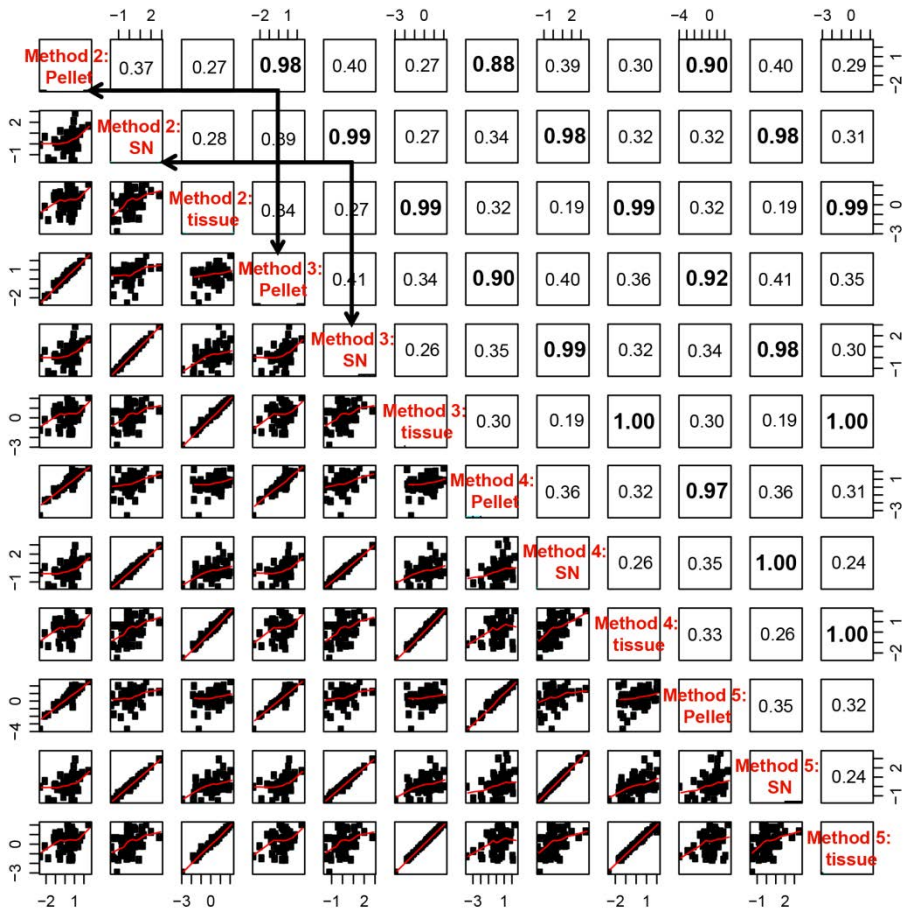 −2 1 −3 0 −1 2 −4 0 −3 0
Method 2: Pellet 0.37 0.27 0.98 0.40 0.27 0.88 0.39 0.30 0.90 0.40 0.29 −2 1
−1 2 Method 2: SN 0.28 0.39 0.99 0.27 0.34 0.98 0.32 0.32 0.98 0.31
Method 2: tissue 0.34 0.27 0.99 0.32 0.19 0.99 0.32 0.19 0.99 −3 0
−2 1 Method 3: Pellet 0.41 0.34 0.90 0.40 0.36 0.92 0.41 0.35
Method 3: SN 0.26 0.35 0.99 0.32 0.34 0.98 0.30 −1 2
−3 0 Method 3: tissue 0.30 0.19 1.00 0.30 0.19 1.00
Method 4: Pellet 0.36 0.32 0.97 0.36 0.31 −3 1
−1 2 Method 4: SN 0.26 0.35 1.00 0.24
Method 4: tissue 0.33 0.26 1.00 −2 1
−4 0 Method 5: Pellet 0.35 0.32
Method 5: SN 0.24 −1 2
−3 0 Method 5: tissue
−2 1 −3 0 −1 2 −3 1 −2 1 −1 2